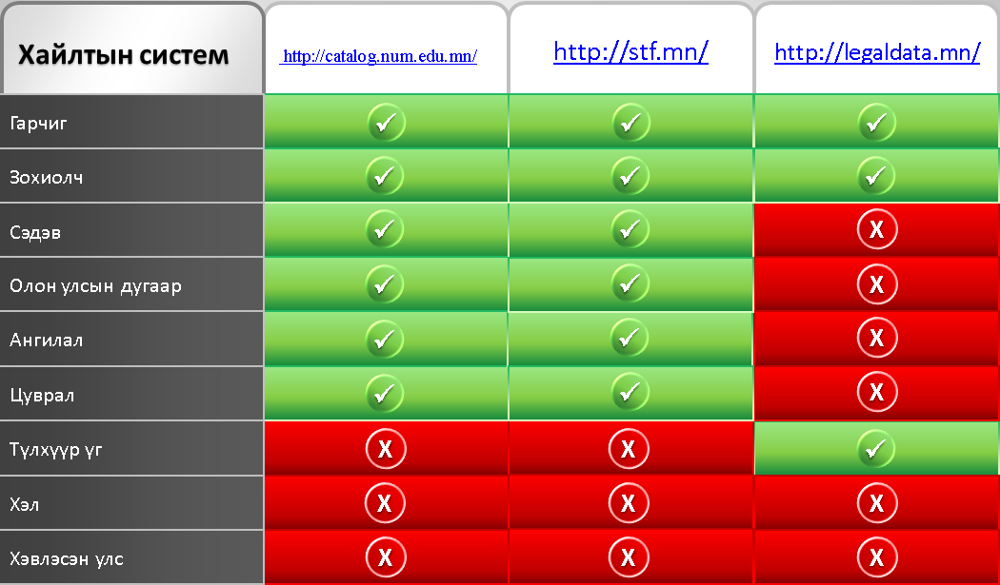 Хайлтын систем http://catalog.num.edu.mn/ http://stf.mn/ http://legaldata.mn/
Гарчиг ✓ ✓ ✓
Зохиолч ✓ ✓ ✓
Сэдэв ✓ ✓ X
Олон улсын дугаар ✓ ✓ X
Ангилал ✓ ✓ X
Цуврал ✓ ✓ X
Түлхүүр үг X X ✓
Хэл X X X
Хэвлэсэн улс X X X